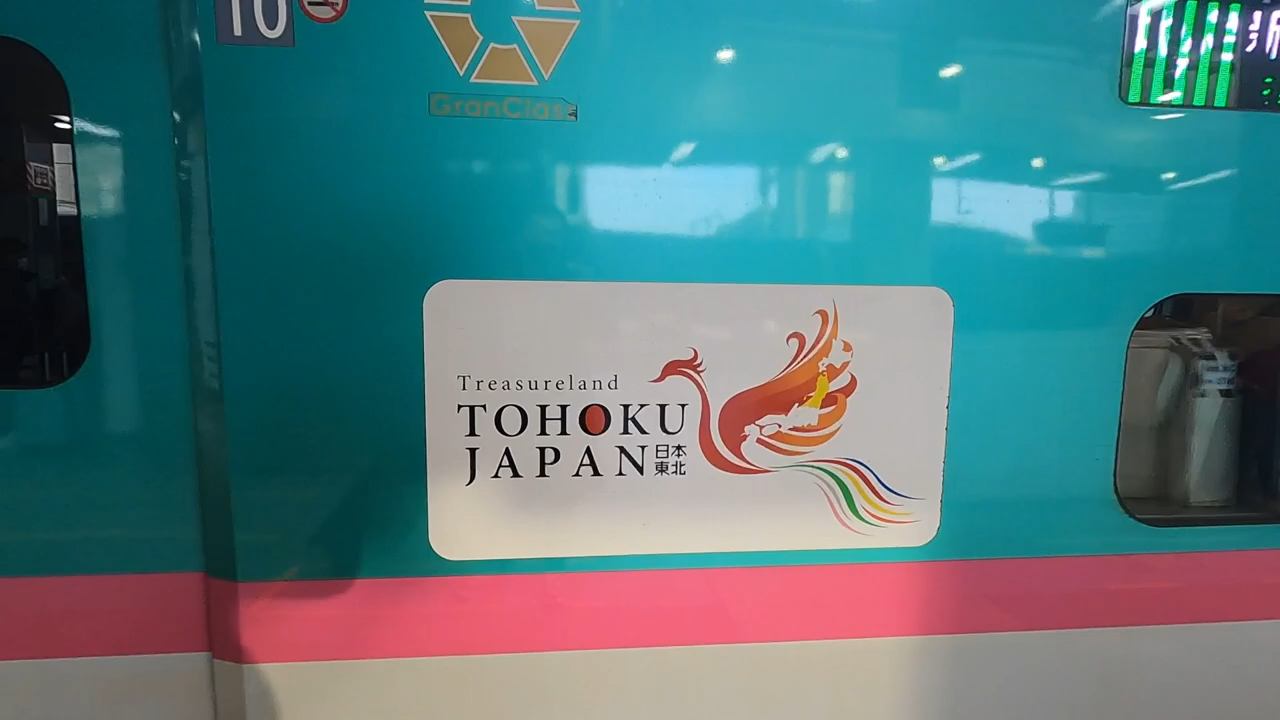 10
GranClass
Treasureland
TOHOKU
JAPAN 日本
東北